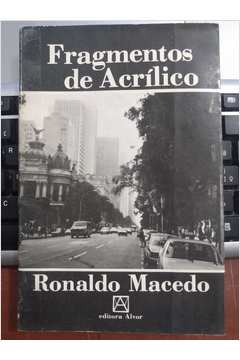 Fragmentos
de Acrílico
Ronaldo Macedo
A
editora Alvor